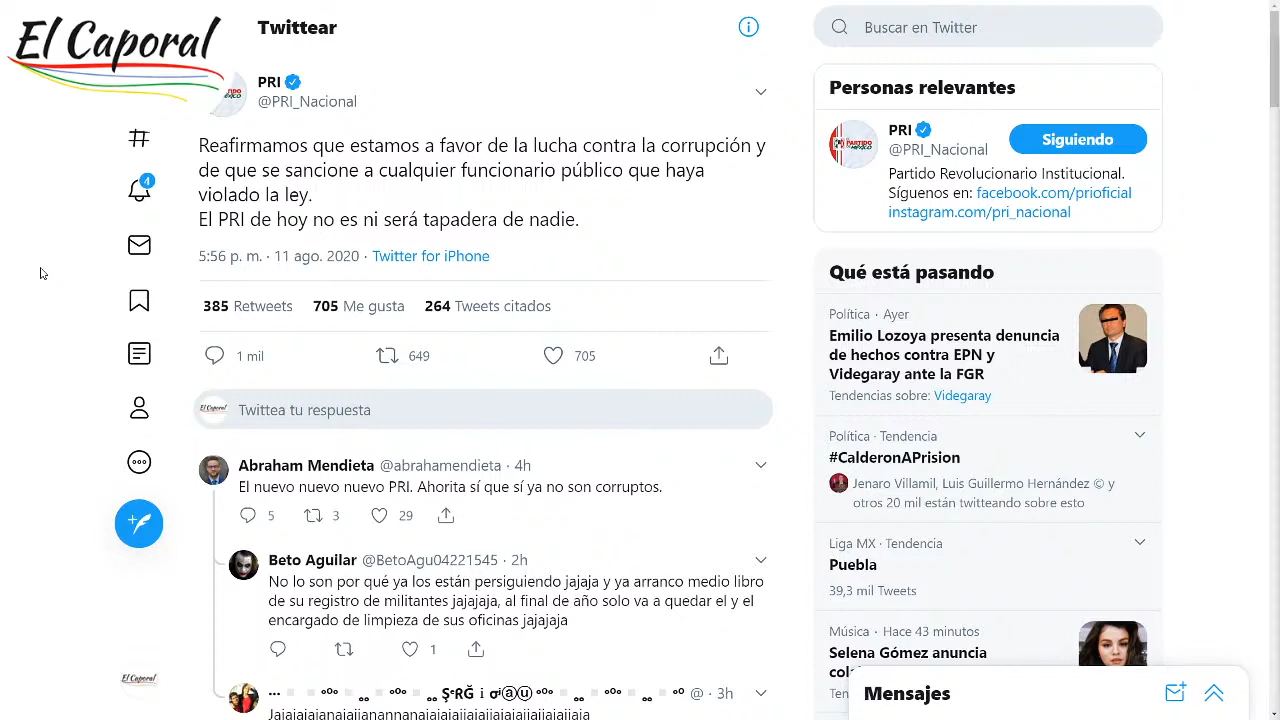 El Caporal
Twittear
PRI
@PRI_Nacional
Reafirmamos que estamos a favor de la lucha contra la corrupción y
de que se sancione a cualquier funcionario público que haya
violado la ley.
El PRI de hoy no es ni será tapadera de nadie.
5:56 p. m. · 11 ago. 2020 · Twitter for iPhone
385 Retweets 705 Me gusta 264 Tweets citados
1 mil 649 705
El Caporal Twittea tu respuesta
Abraham Mendieta @abrahamendieta · 4h
El nuevo nuevo nuevo PRI. Ahorita sí que sí ya no son corruptos.
5 3 29
Beto Aguilar @BetoAgu04221545 · 2h
No lo son por qué ya los están persiguiendo jajaja y ya arranco medio libro
de su registro de militantes jajajaja, al final de año solo va a quedar el y el
encargado de limpieza de sus oficinas jajajaja
1
@ · 3h
4
El Caporal
Buscar en Twitter
Personas relevantes
PRI
@PRI_Nacional
Siguiendo
Partido Revolucionario Institucional.
Síguenos en: facebook.com/prioficial
instagram.com/pri_nacional
Qué está pasando
Política · Ayer
Emilio Lozoya presenta denuncia
de hechos contra EPN y
Videgaray ante la FGR
Tendencias sobre: Videgaray
Política · Tendencia
#CalderonAPrision
Jenaro Villamil, Luis Guillermo Hernández © y
otros 20 mil están twitteando sobre esto
Liga MX · Tendencia
Puebla
39,3 mil Tweets
Música · Hace 43 minutos
Selena Gómez anuncia
Mensajes